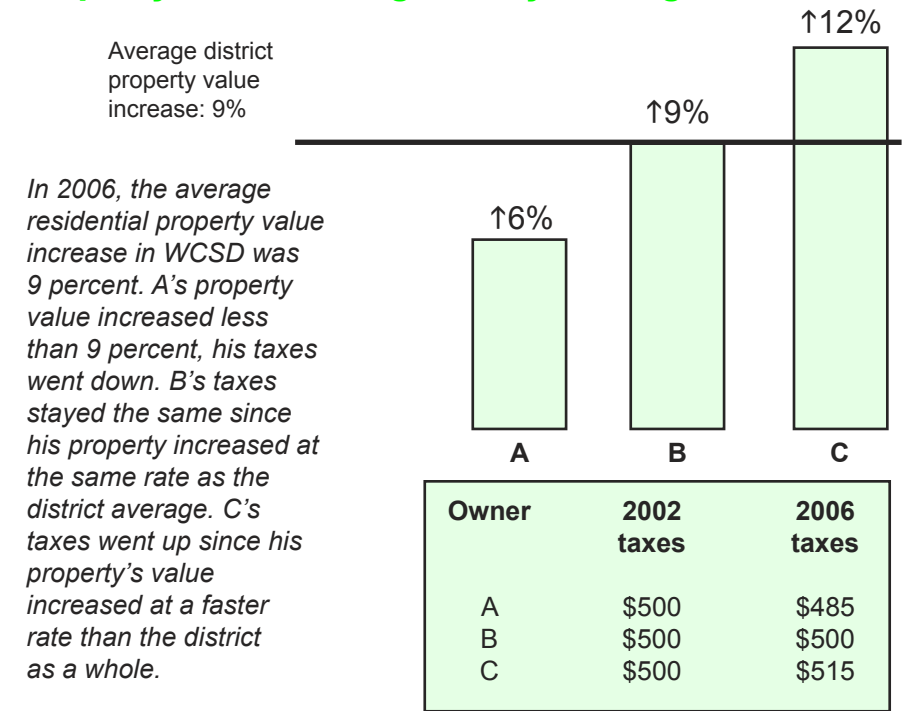 Average district
property value
increase: 9%
↑12%
↑9%
↑6%
In 2006, the average
residential property value
increase in WCSD was
9 percent. A’s property
value increased less
than 9 percent, his taxes
went down. B’s taxes
stayed the same since
his property increased at
the same rate as the
district average. C’s
taxes went up since his
property’s value
increased at a faster
rate than the district
as a whole.
A B C
Owner 2002 2006
taxes taxes
A $500 $485
B $500 $500
C $500 $515